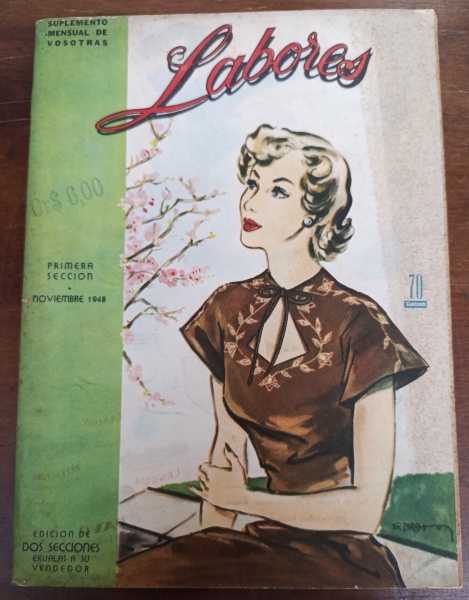 SUPLEMENTO
MENSUAL DE
VOSOTRAS
Labores
Cr$ 6,00
PRIMERA
SECCION
NOVIEMBRE 1948
70
Centavos
EDICION DE
DOS SECCIONES
EXIJALAS A SU
VENDEDOR